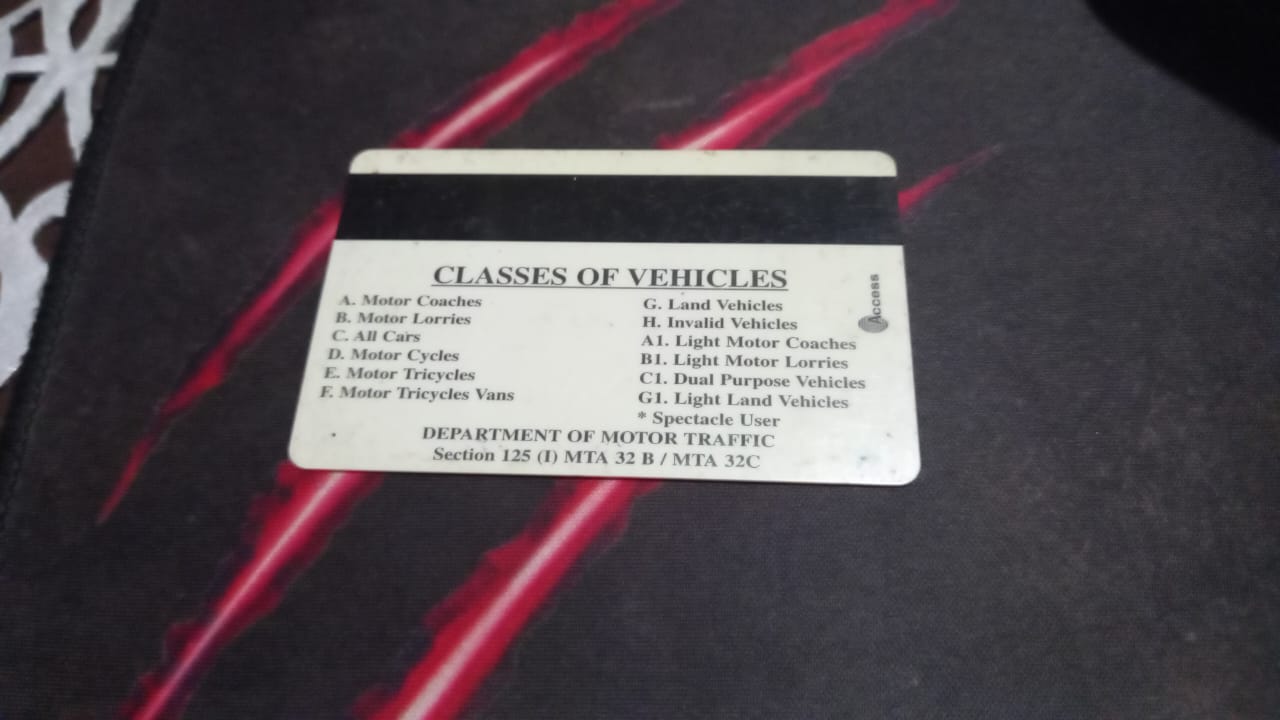 CLASSES OF VEHICLES
A. Motor Coaches
B. Motor Lorries
C. All Cars
D. Motor Cycles
E. Motor Tricycles
F. Motor Tricycles Vans
G. Land Vehicles
H. Invalid Vehicles
A1. Light Motor Coaches
B1. Light Motor Lorries
C1. Dual Purpose Vehicles
G1. Light Land Vehicles
* Spectacle User
Access
DEPARTMENT OF MOTOR TRAFFIC
Section 125 (I) MTA 32 B / MTA 32C